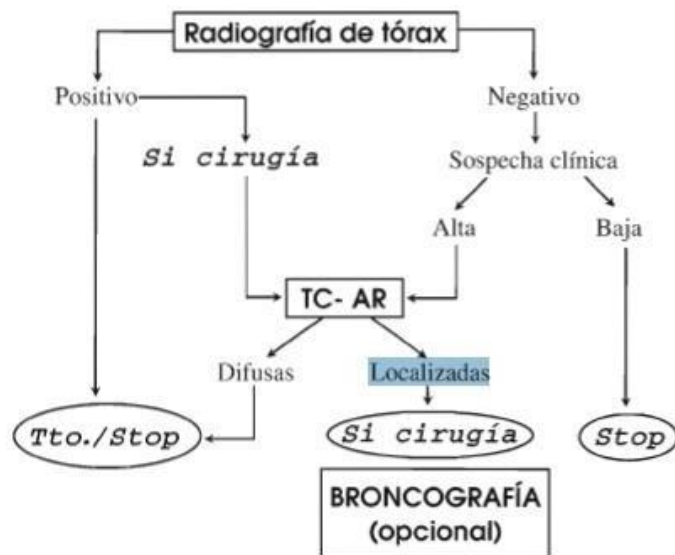 Radiografía de tórax
Positivo
Negativo
Si cirugía
Sospecha clínica
Alta
Baja
TC- AR
Difusas
Localizadas
Tto./Stop
Si cirugía
Stop
BRONCOGRAFÍA
(opcional)